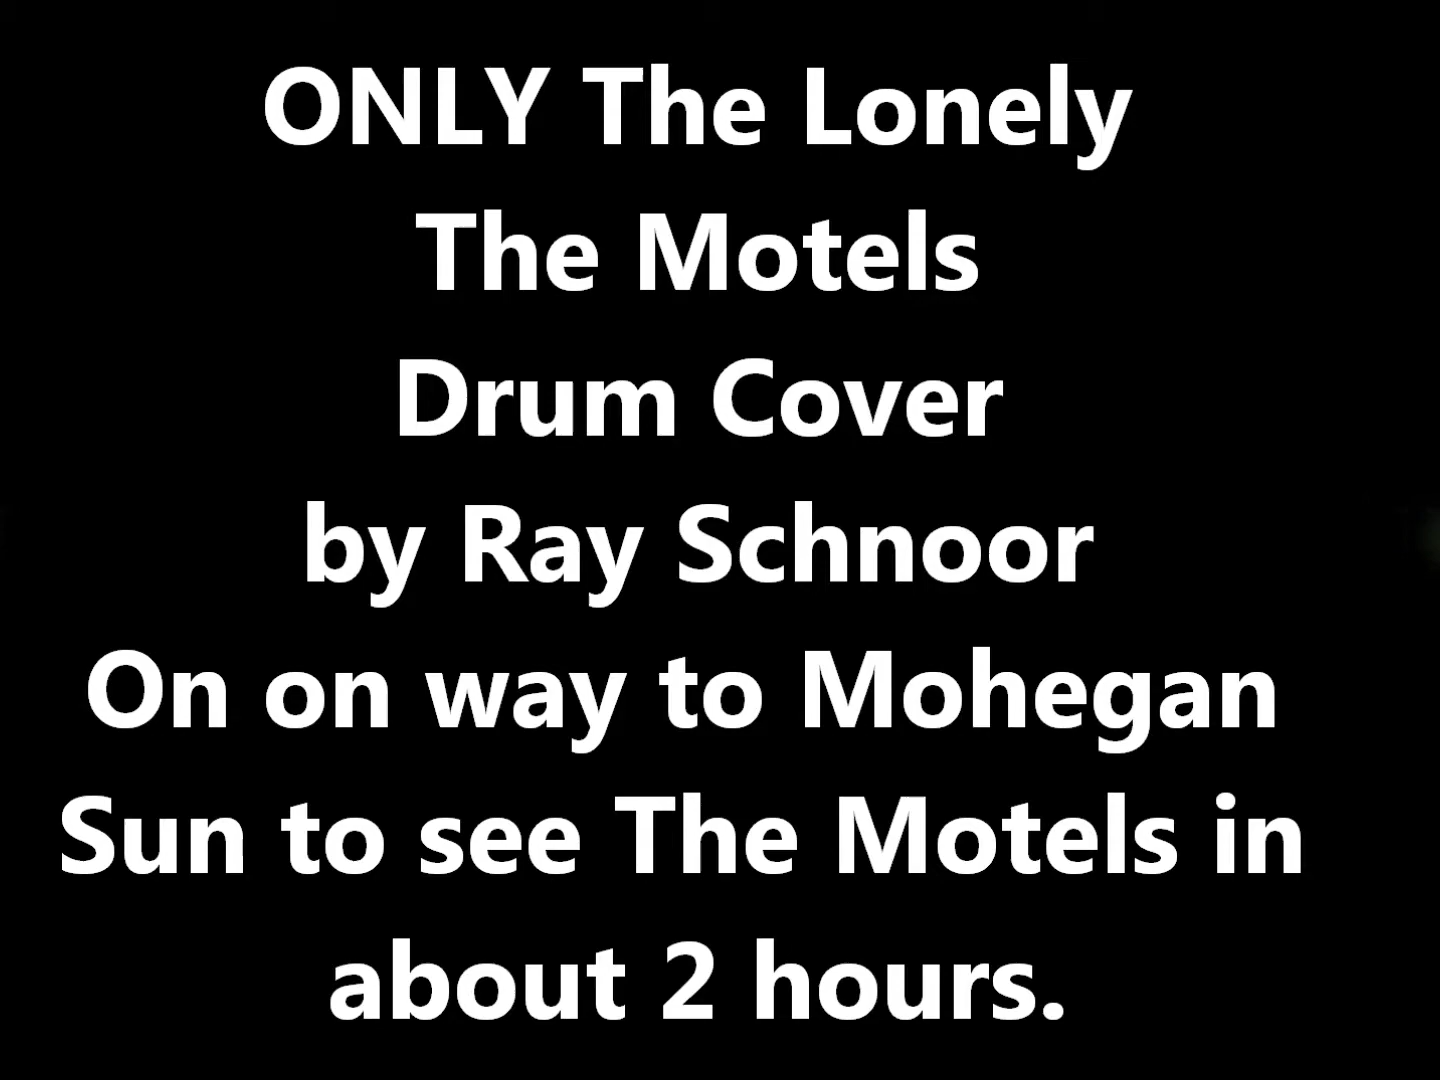 ONLY The Lonely
The Motels
Drum Cover
by Ray Schnoor
On on way to Mohegan
Sun to see The Motels in
about 2 hours.